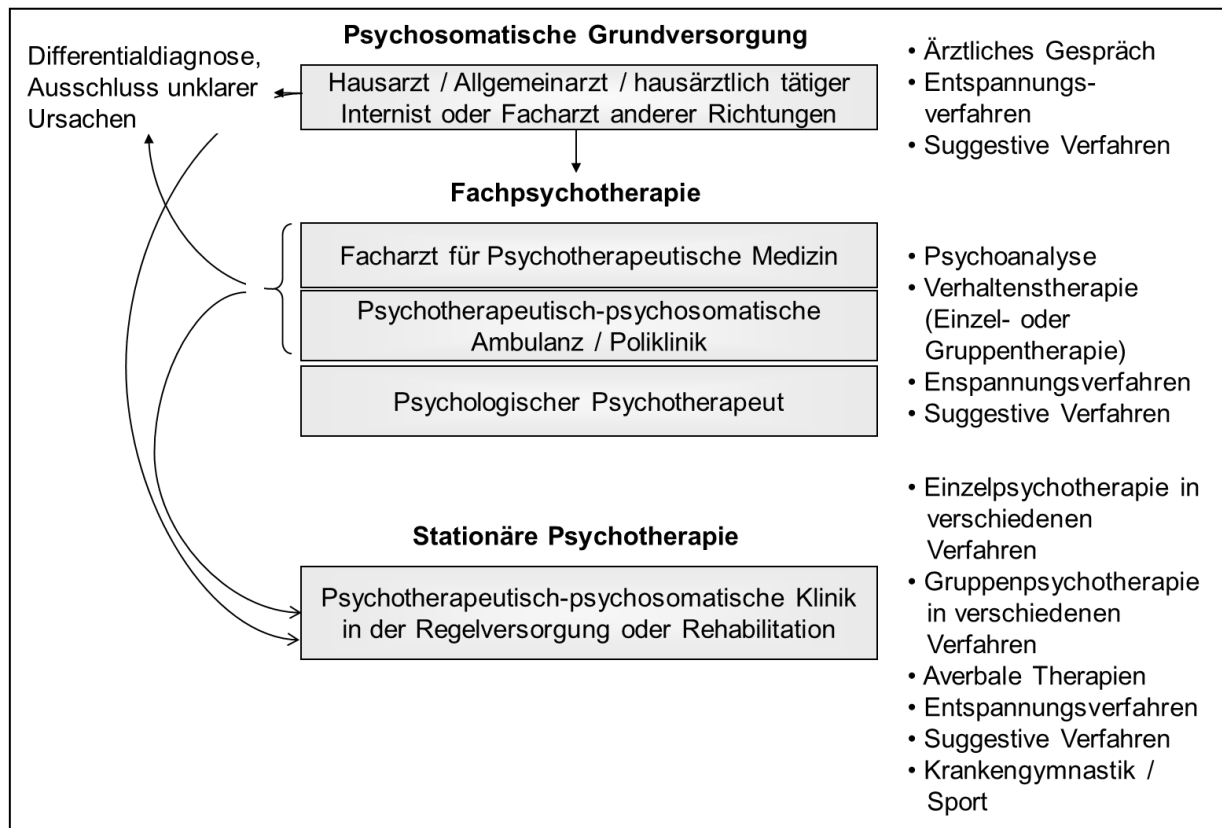 Psychosomatische Grundversorgung
Differentialdiagnose,
Ausschluss unklarer
Ursachen
Hausarzt / Allgemeinarzt / hausärztlich tätiger
Internist oder Facharzt anderer Richtungen
• Ärztliches Gespräch
• Entspannungs-
verfahren
• Suggestive Verfahren
Fachpsychotherapie
Facharzt für Psychotherapeutische Medizin
Psychotherapeutisch-psychosomatische
Ambulanz / Poliklinik
Psychologischer Psychotherapeut
• Psychoanalyse
• Verhaltenstherapie
(Einzel- oder
Gruppentherapie)
• Enspannungsverfahren
• Suggestive Verfahren
Stationäre Psychotherapie
Psychotherapeutisch-psychosomatische Klinik
in der Regelversorgung oder Rehabilitation
• Einzelpsychotherapie in
verschiedenen
Verfahren
• Gruppenpsychotherapie
in verschiedenen
Verfahren
• Averbale Therapien
• Entspannungsverfahren
• Suggestive Verfahren
• Krankengymnastik /
Sport